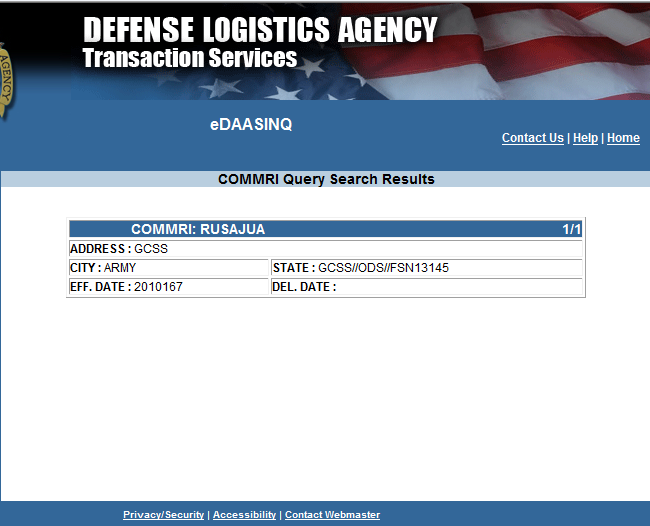 DEFENSE LOGISTICS AGENCY
Transaction Services
AGENCY
eDAASINQ
Contact Us | Help | Home
COMMRI Query Search Results
COMMRI: RUSAJUA 1/1
ADDRESS : GCSS
CITY : ARMY STATE : GCSS//ODS//FSN13145
EFF. DATE : 2010167 DEL. DATE :
Privacy/Security | Accessibility | Contact Webmaster